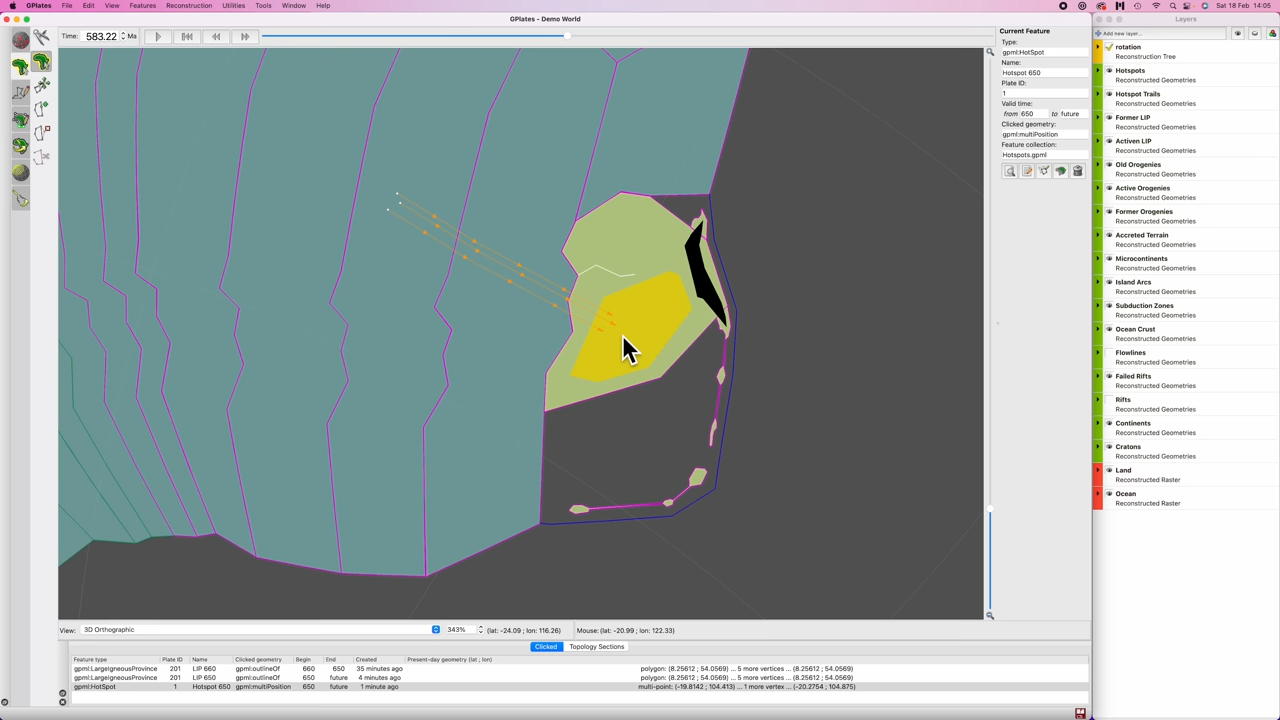 GPlates File Edit View Features Reconstruction Utilities Tools Window Help Sat 18 Feb 14:05
GPlates - Demo World
Layers
Time: 583.22 Ma
Current Feature
Type:
gpml:HotSpot
Name:
Hotspot 650
Plate ID:
1
Valid time:
from 650 to future
Clicked geometry:
gpml:multiPosition
Feature collection:
Hotspots.gpml
Add new layer...
rotation
Reconstruction Tree
Hotspots
Reconstructed Geometries
Hotspot Trails
Reconstructed Geometries
Former LIP
Reconstructed Geometries
Activen LIP
Reconstructed Geometries
Old Orogenies
Reconstructed Geometries
Active Orogenies
Reconstructed Geometries
Former Orogenies
Reconstructed Geometries
Accreted Terrain
Reconstructed Geometries
Microcontinents
Reconstructed Geometries
Island Arcs
Reconstructed Geometries
Subduction Zones
Reconstructed Geometries
Ocean Crust
Reconstructed Geometries
Flowlines
Reconstructed Geometries
Failed Rifts
Reconstructed Geometries
Rifts
Reconstructed Geometries
Continents
Reconstructed Geometries
Cratons
Reconstructed Geometries
Land
Reconstructed Raster
Ocean
Reconstructed Raster
View: 3D Orthographic 343% (lat: -24.09 ; lon: 116.26) Mouse: (lat: -20.99 ; lon: 122.33)
Clicked Topology Sections
Feature type Plate ID Name Clicked geometry Begin End Created Present-day geometry (lat ; lon)
gpml:LargeIgneousProvince 201 LIP 660 gpml:outlineOf 660 650 35 minutes ago polygon: (8.25612 ; 54.0569) ... 5 more vertices ... (8.25612 ; 54.0569)
gpml:LargeIgneousProvince 201 LIP 650 gpml:outlineOf 650 future 4 minutes ago polygon: (8.25612 ; 54.0569) ... 5 more vertices ... (8.25612 ; 54.0569)
gpml:HotSpot 1 Hotspot 650 gpml:multiPosition 650 future 1 minute ago multi-point: (-19.8142 ; 104.413) ... 1 more vertex ... (-20.2754 ; 104.875)